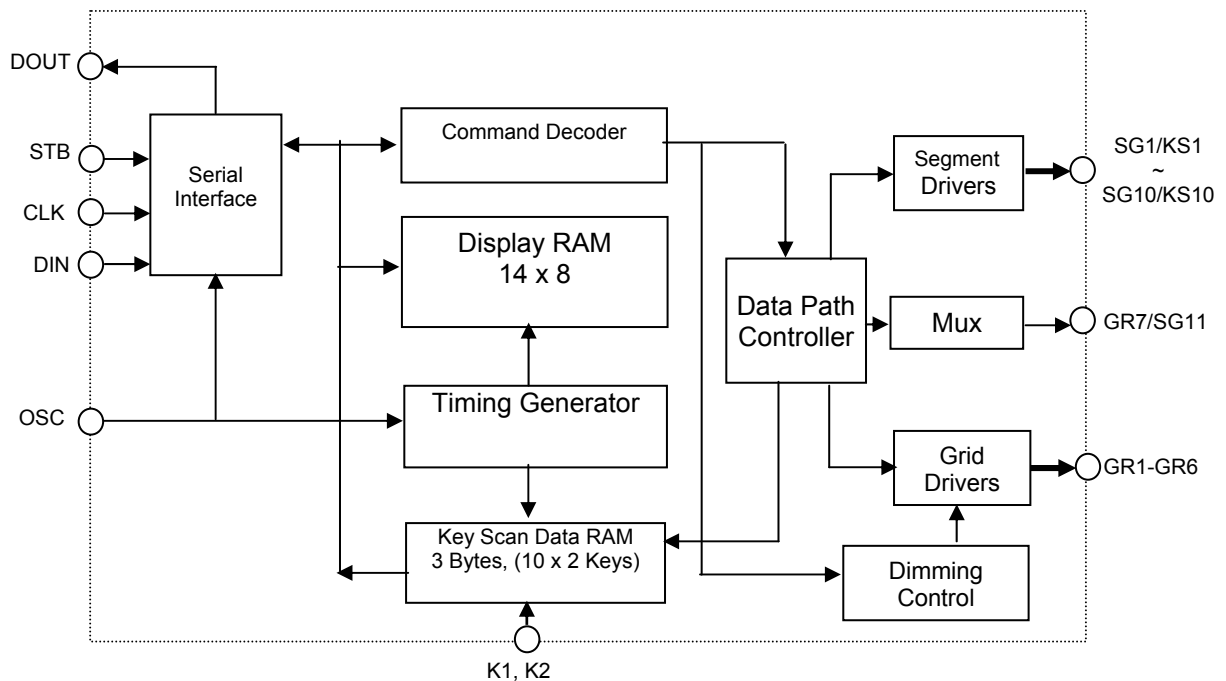 DOUT
STB
CLK
DIN
OSC
Serial
Interface
Command Decoder
Display RAM
14 x 8
Timing Generator
Key Scan Data RAM
3 Bytes, (10 x 2 Keys)
K1, K2
Data Path
Controller
Segment
Drivers
Mux
Grid
Drivers
Dimming
Control
SG1/KS1
~
SG10/KS10
GR7/SG11
GR1-GR6